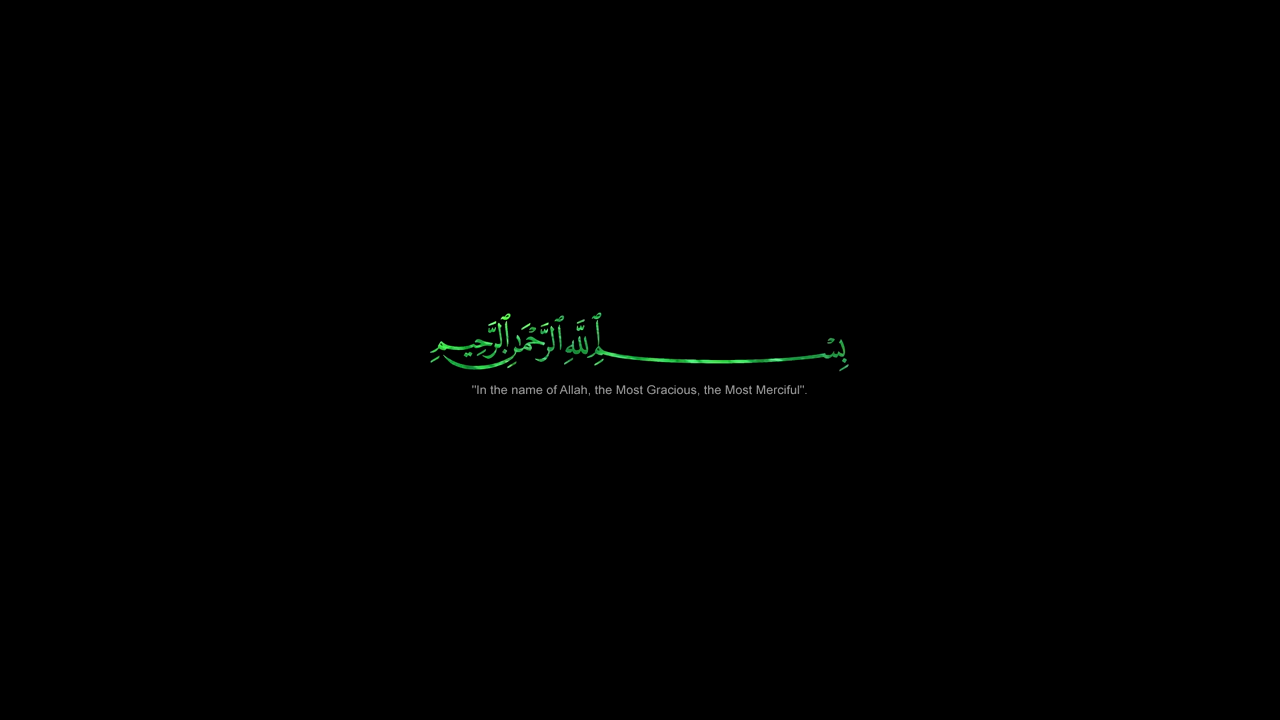 بِسْمِ ٱللَّهِ ٱلرَّحْمَٰنِ ٱلرَّحِيمِ
"In the name of Allah, the Most Gracious, the Most Merciful".